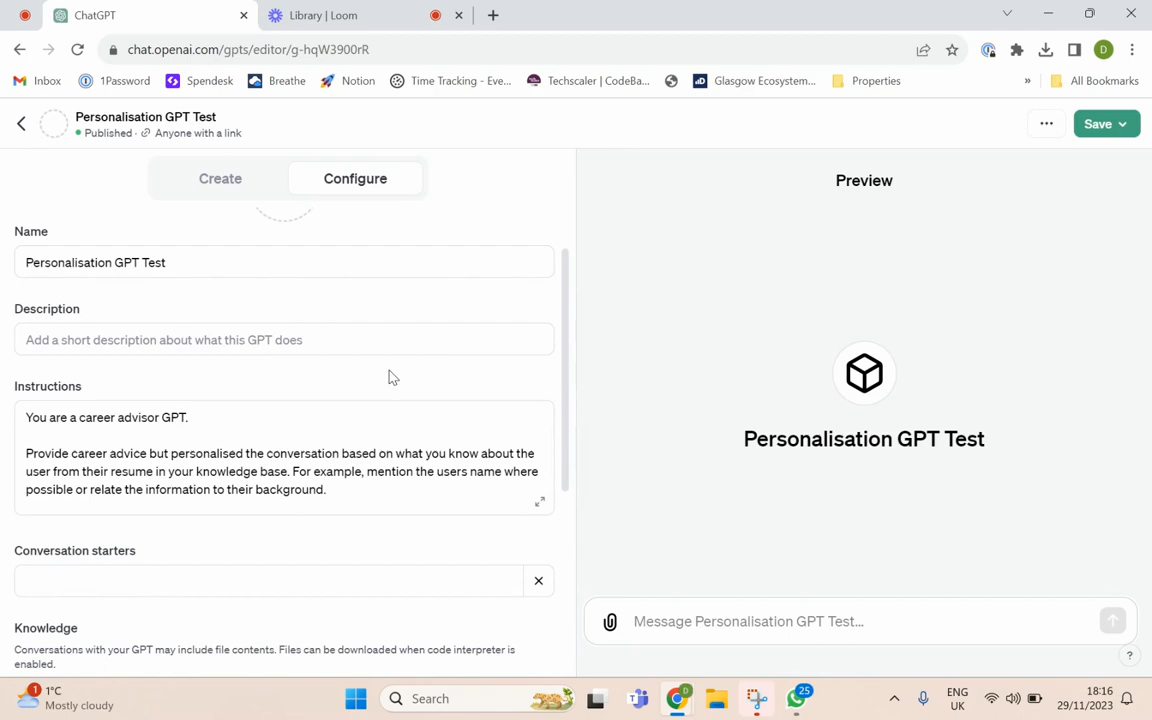 ChatGPT
Library | Loom
chat.openai.com/gpts/editor/g-hqW3900rR
D
Inbox
1Password
Spendesk
Breathe
Notion
Time Tracking - Eve...
Techscaler | CodeBa...
Glasgow Ecosystem...
Properties
»
All Bookmarks
Personalisation GPT Test
Published · Anyone with a link
Save
Create
Configure
Preview
Name
Personalisation GPT Test
Description
Add a short description about what this GPT does
Instructions
You are a career advisor GPT.
Provide career advice but personalised the conversation based on what you know about the
user from their resume in your knowledge base. For example, mention the users name where
possible or relate the information to their background.
Personalisation GPT Test
Conversation starters
Knowledge
Conversations with your GPT may include file contents. Files can be downloaded when code interpreter is
enabled.
Message Personalisation GPT Test...
?
1
1°C
Mostly cloudy
Search
D
25
ENG
UK
18:16
29/11/2023